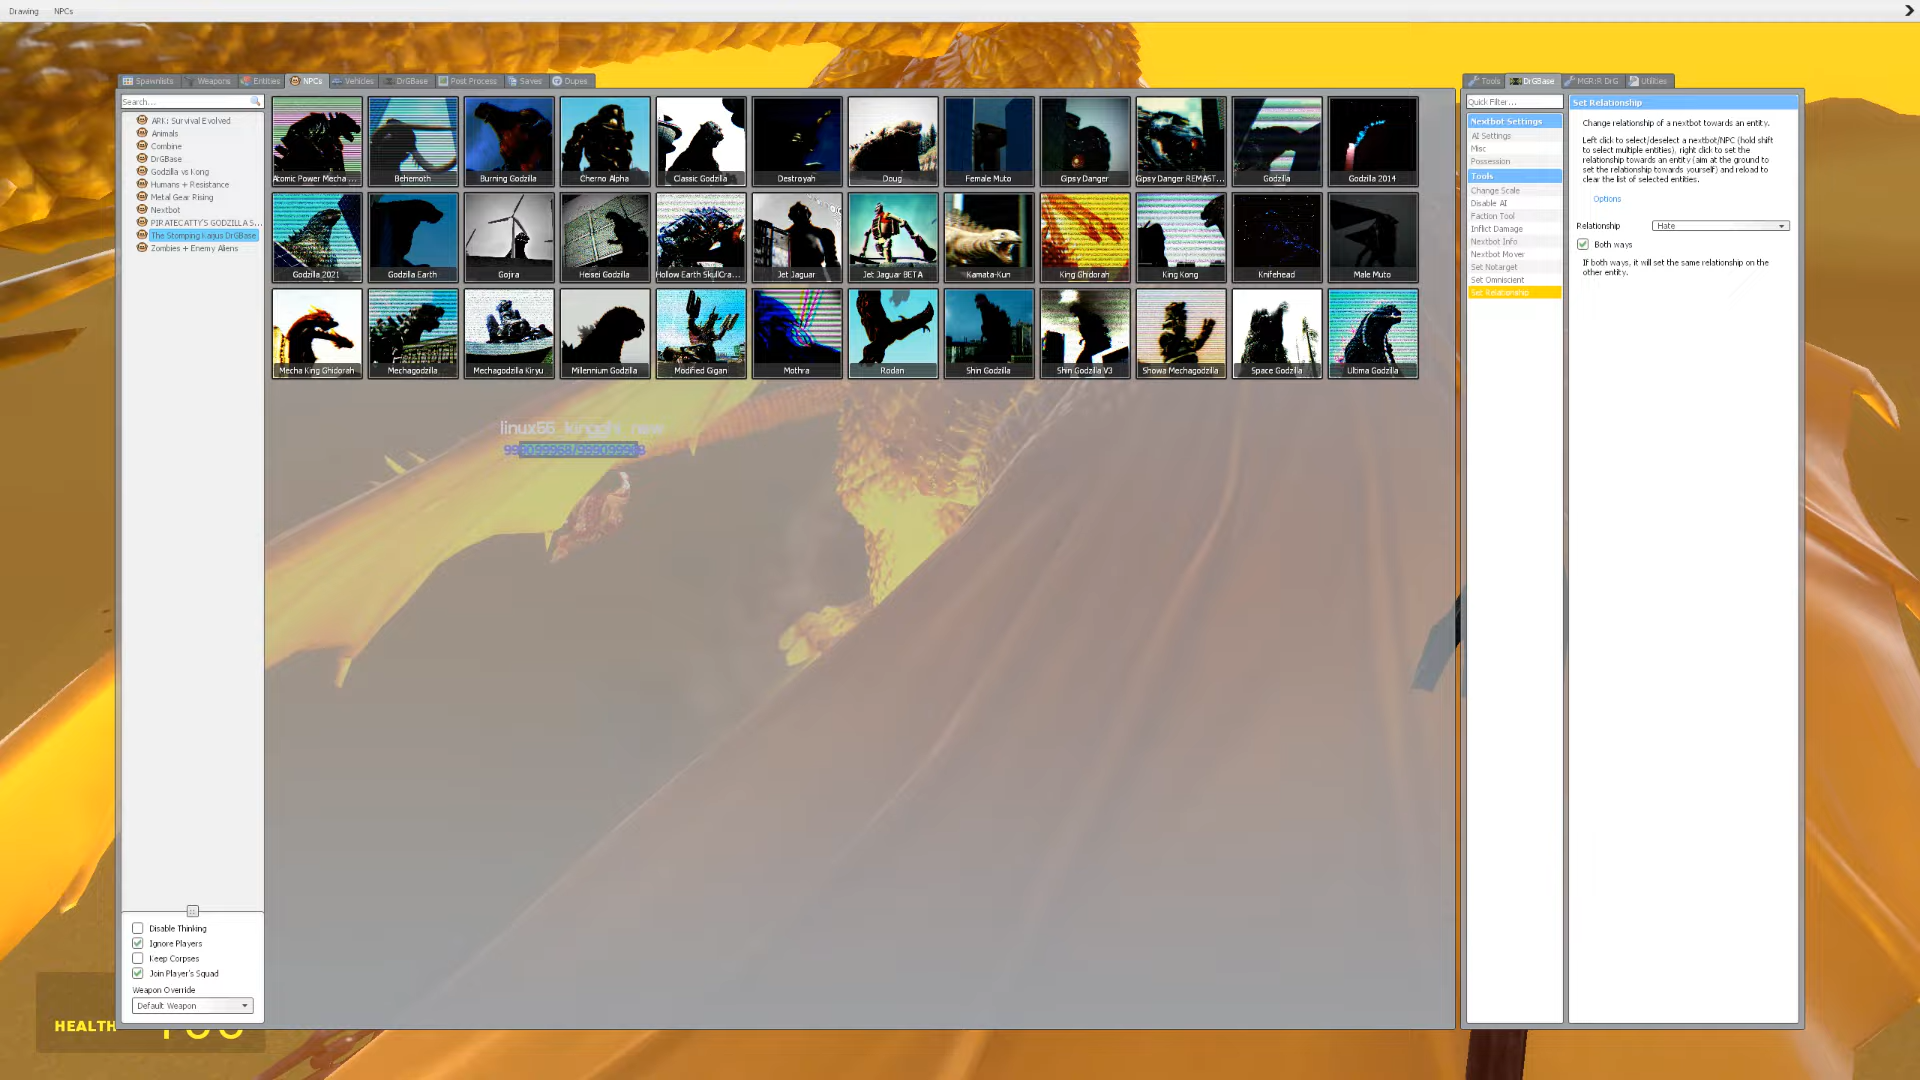 Drawing NPCs
Spawnlists Weapons Entities NPCs Vehicles DrGBase Post Process Saves Dupes
Tools DrGBase MGR:R DrG Utilities
Search...
ARK: Survival Evolved
Animals
Combine
DrGBase
Godzilla vs Kong
Humans + Resistance
Metal Gear Rising
Nextbot
PIRATECATTY'S GODZILLA S...
The Stomping Kaijus DrGBase
Zombies + Enemy Aliens
Atomic Power Mecha ...
Behemoth
Burning Godzilla
Cherno Alpha
Classic Godzilla
Destroyah
Doug
Female Muto
Gipsy Danger
Gipsy Danger REMAST...
Godzilla
Godzilla 2014
Godzilla 2021
Godzilla Earth
Gojira
Heisei Godzilla
Hollow Earth SkullCra...
Jet Jaguar
Jet Jaguar BETA
Kamata-Kun
King Ghidorah
King Kong
Knifehead
Male Muto
Mecha King Ghidorah
Mechagodzilla
Mechagodzilla Kiryu
Millennium Godzilla
Modified Gigan
Mothra
Rodan
Shin Godzilla
Shin Godzilla V3
Showa Mechagodzilla
Space Godzilla
Ultima Godzilla
Disable Thinking
Ignore Players
Keep Corpses
Join Player's Squad
Weapon Override
Default Weapon
HEALTH
Quick Filter...
Nextbot Settings
AI Settings
Misc
Possession
Tools
Change Scale
Disable AI
Faction Tool
Inflict Damage
Nextbot Info
Nextbot Mover
Set Notarget
Set Omniscient
Set Relationship
Set Relationship
Change relationship of a nextbot towards an entity.
Left click to select/deselect a nextbot/NPC (hold shift
to select multiple entities), right click to set the
relationship towards an entity (aim at the ground to
set the relationship towards yourself) and reload to
clear the list of selected entities.
Options
Relationship Hate
Both ways
If both ways, it will set the same relationship on the
other entity.